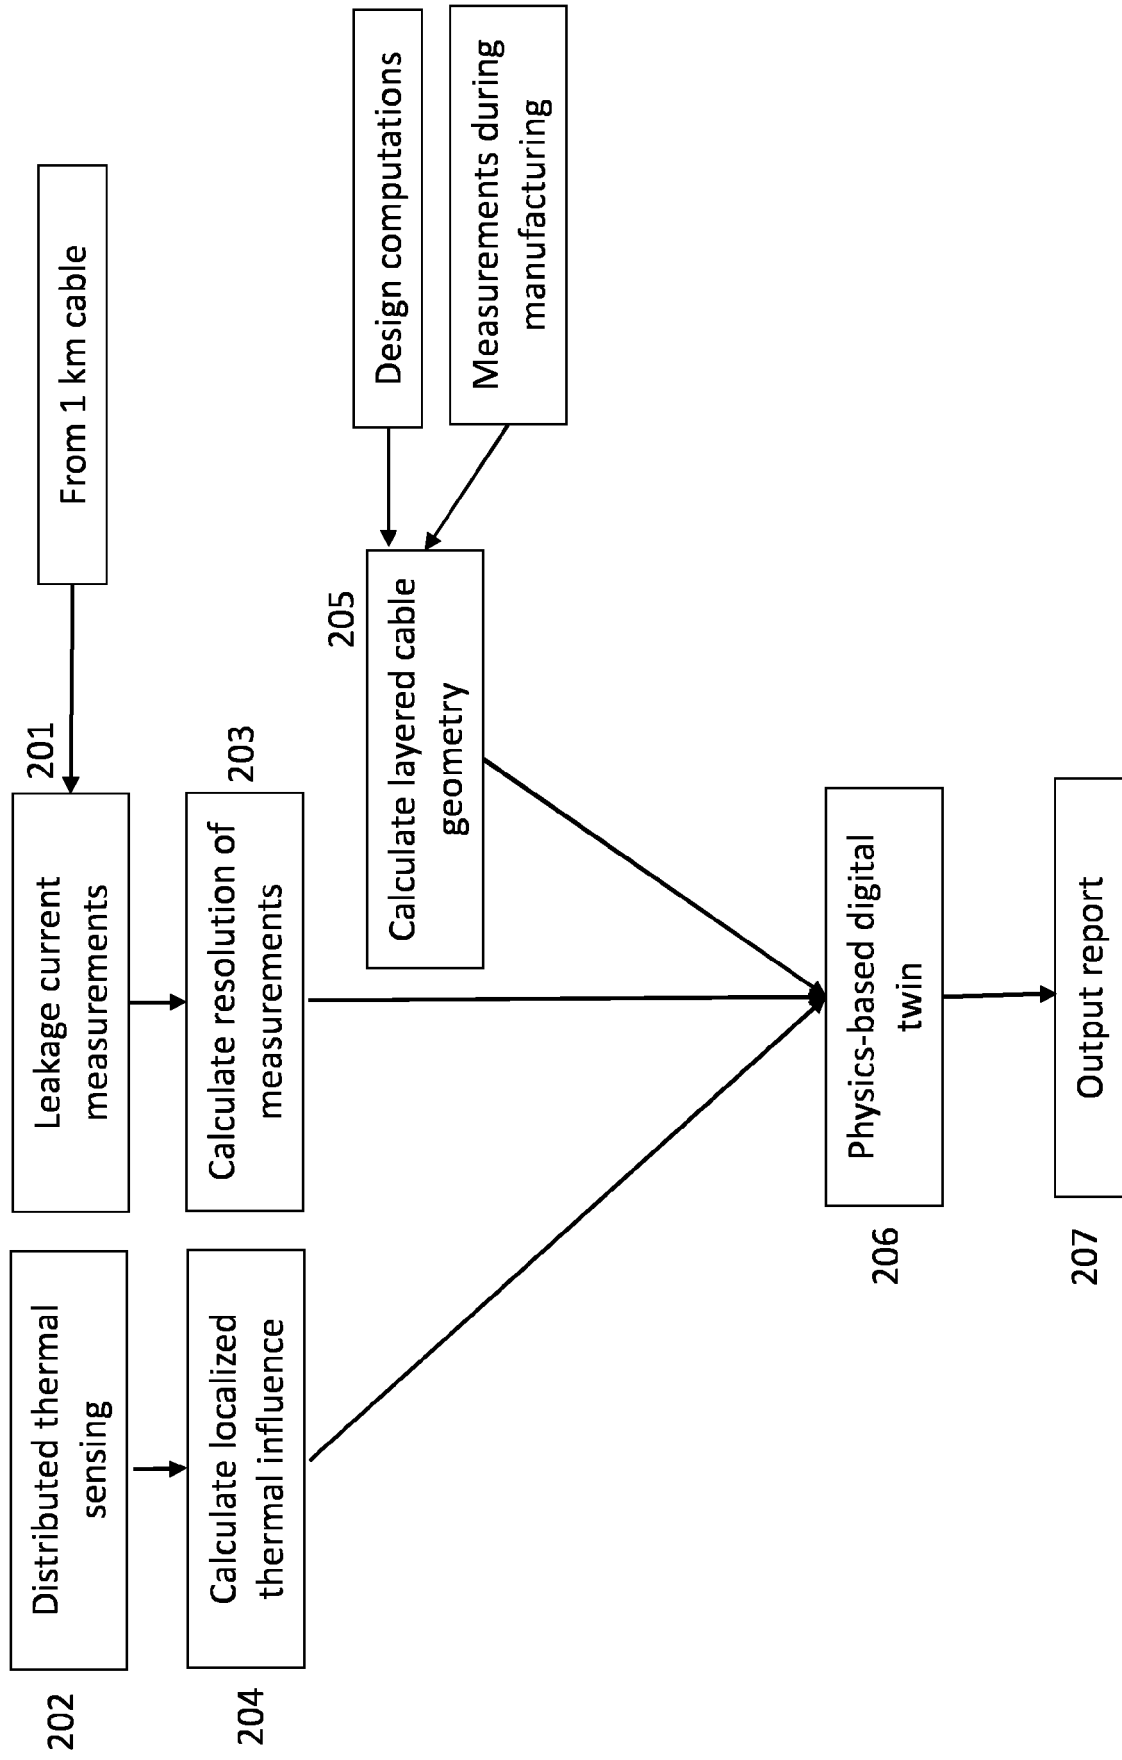 202
Distributed thermal
sensing
201
Leakage current
measurements
From 1 km cable
204
Calculate localized
thermal influence
203
Calculate resolution of
measurements
205
Calculate layered cable
geometry
Design computations
Measurements during
manufacturing
206
Physics-based digital
twin
207
Output report